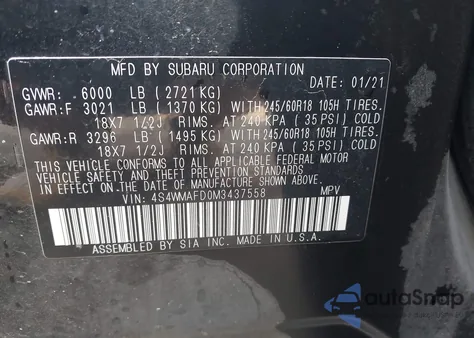 MFD BY SUBARU CORPORATION
DATE: 01/21
GVWR: 6000 LB (2721 KG)
GAWR:F 3021 LB (1370 KG) WITH 245/60R18 105H TIRES.
18X7 1/2J RIMS. AT 240 KPA (35 PSI) COLD
GAWR:R 3296 LB (1495 KG) WITH 245/60R18 105H TIRES.
18X7 1/2J RIMS. AT 240 KPA (35 PSI) COLD
THIS VEHICLE CONFORMS TO ALL APPLICABLE FEDERAL MOTOR
VEHICLE SAFETY AND THEFT PREVENTION STANDARDS
IN EFFECT ON THE DATE OF MANUFACTURE SHOWN ABOVE.
VIN: 4S4WMAFD0M3437558 MPV
ASSEMBLED BY SIA INC. MADE IN U.S.A.
autoSnap